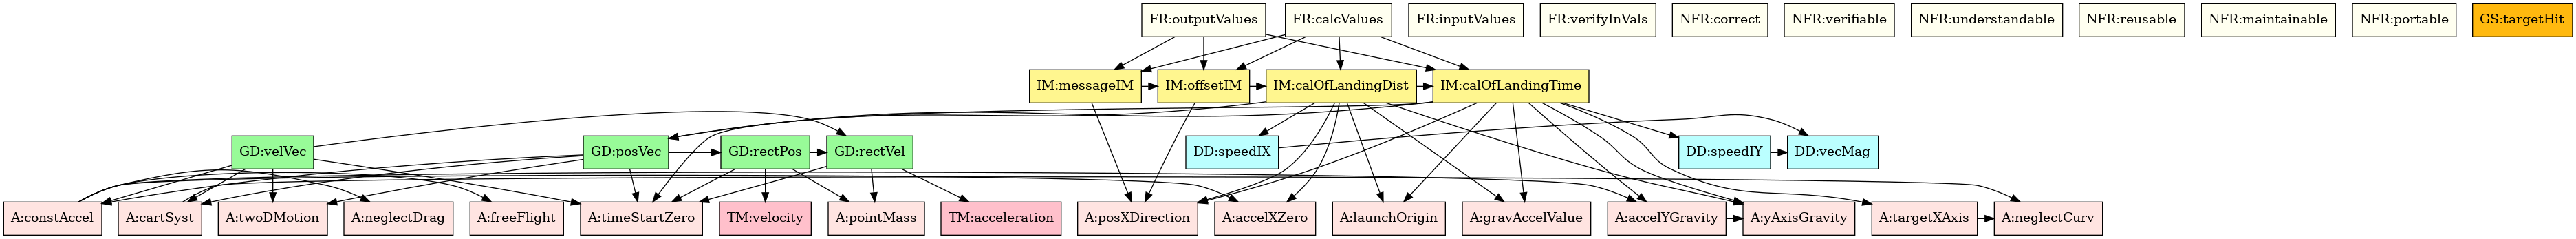 FR:outputValues
FR:calcValues
FR:inputValues
FR:verifyInVals
NFR:correct
NFR:verifiable
NFR:understandable
NFR:reusable
NFR:maintainable
NFR:portable
GS:targetHit
IM:messageIM
IM:offsetIM
IM:calOfLandingDist
IM:calOfLandingTime
GD:velVec
GD:posVec
GD:rectPos
GD:rectVel
DD:speedIX
DD:speedIY
DD:vecMag
A:constAccel
A:cartSyst
A:twoDMotion
A:neglectDrag
A:freeFlight
A:timeStartZero
TM:velocity
A:pointMass
TM:acceleration
A:posXDirection
A:accelXZero
A:launchOrigin
A:gravAccelValue
A:accelYGravity
A:yAxisGravity
A:targetXAxis
A:neglectCurv